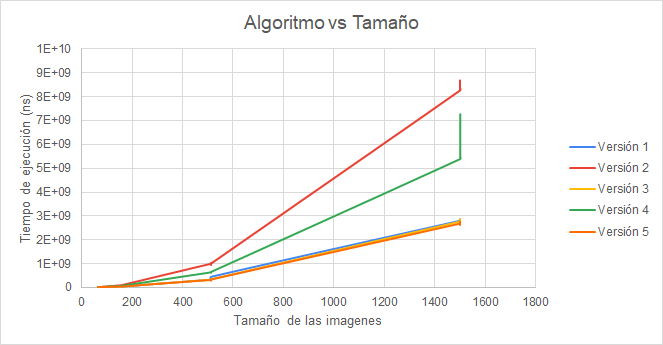 Algoritmo vs Tamaño
1E+10
9E+09
8E+09
7E+09
6E+09
5E+09
4E+09
3E+09
2E+09
1E+09
0
Tiempo de ejecución (ns)
0 200 400 600 800 1000 1200 1400 1600 1800
Tamaño de las imagenes
Versión 1
Versión 2
Versión 3
Versión 4
Versión 5